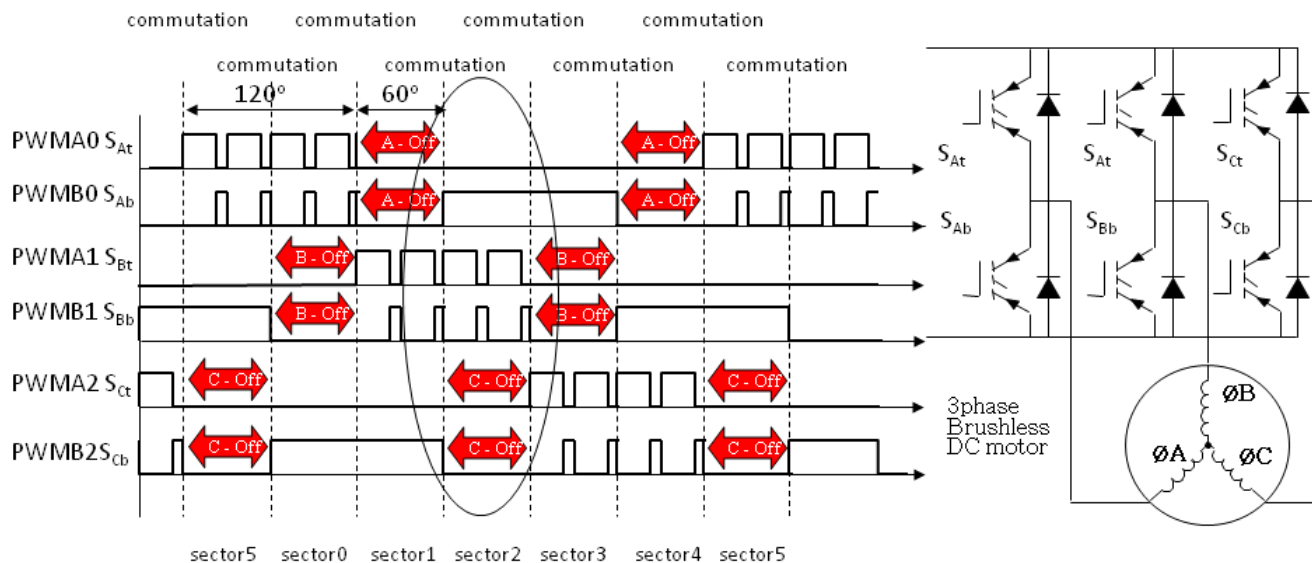 commutation commutation commutation commutation
commutation commutation commutation commutation
120° 60°
PWMA0 SAt A - Off A - Off
PWMB0 SAb A - Off A - Off
PWMA1 SBt B - Off B - Off
PWMB1 SBb B - Off B - Off
PWMA2 SCt C - Off C - Off C - Off
PWMB2SCb C - Off C - Off C - Off
sector5 sector0 sector1 sector2 sector3 sector4 sector5
SAt SAt SCt
SAb SBb SCb
3phase
Brushless
DC motor
ØB
ØA ØC